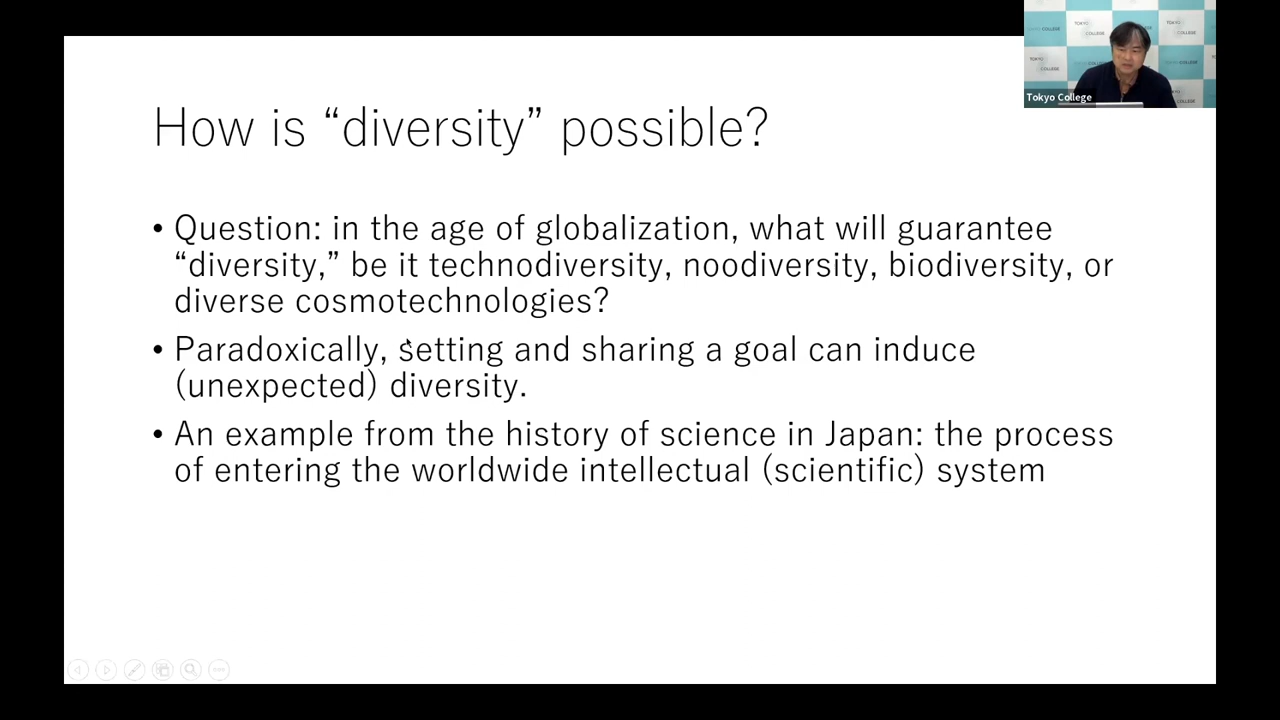 How is “diversity” possible?
• Question: in the age of globalization, what will guarantee
“diversity,” be it technodiversity, noodiversity, biodiversity, or
diverse cosmotechnologies?
• Paradoxically, setting and sharing a goal can induce
(unexpected) diversity.
• An example from the history of science in Japan: the process
of entering the worldwide intellectual (scientific) system
TOKYO
COLLEGE
Tokyo College